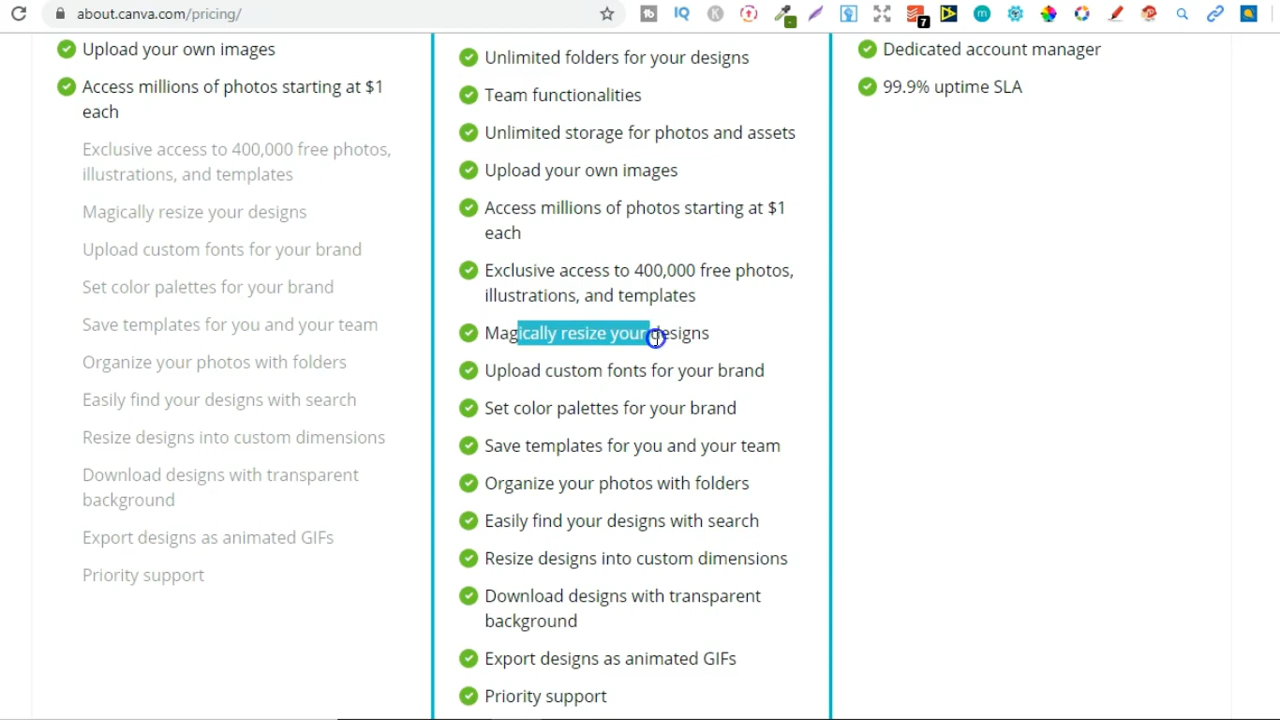 about.canva.com/pricing/
IQ
K
7
m
Upload your own images
Access millions of photos starting at $1
each
Exclusive access to 400,000 free photos,
illustrations, and templates
Magically resize your designs
Upload custom fonts for your brand
Set color palettes for your brand
Save templates for you and your team
Organize your photos with folders
Easily find your designs with search
Resize designs into custom dimensions
Download designs with transparent
background
Export designs as animated GIFs
Priority support
Unlimited folders for your designs
Team functionalities
Unlimited storage for photos and assets
Upload your own images
Access millions of photos starting at $1
each
Exclusive access to 400,000 free photos,
illustrations, and templates
Magically resize your designs
Upload custom fonts for your brand
Set color palettes for your brand
Save templates for you and your team
Organize your photos with folders
Easily find your designs with search
Resize designs into custom dimensions
Download designs with transparent
background
Export designs as animated GIFs
Priority support
Dedicated account manager
99.9% uptime SLA